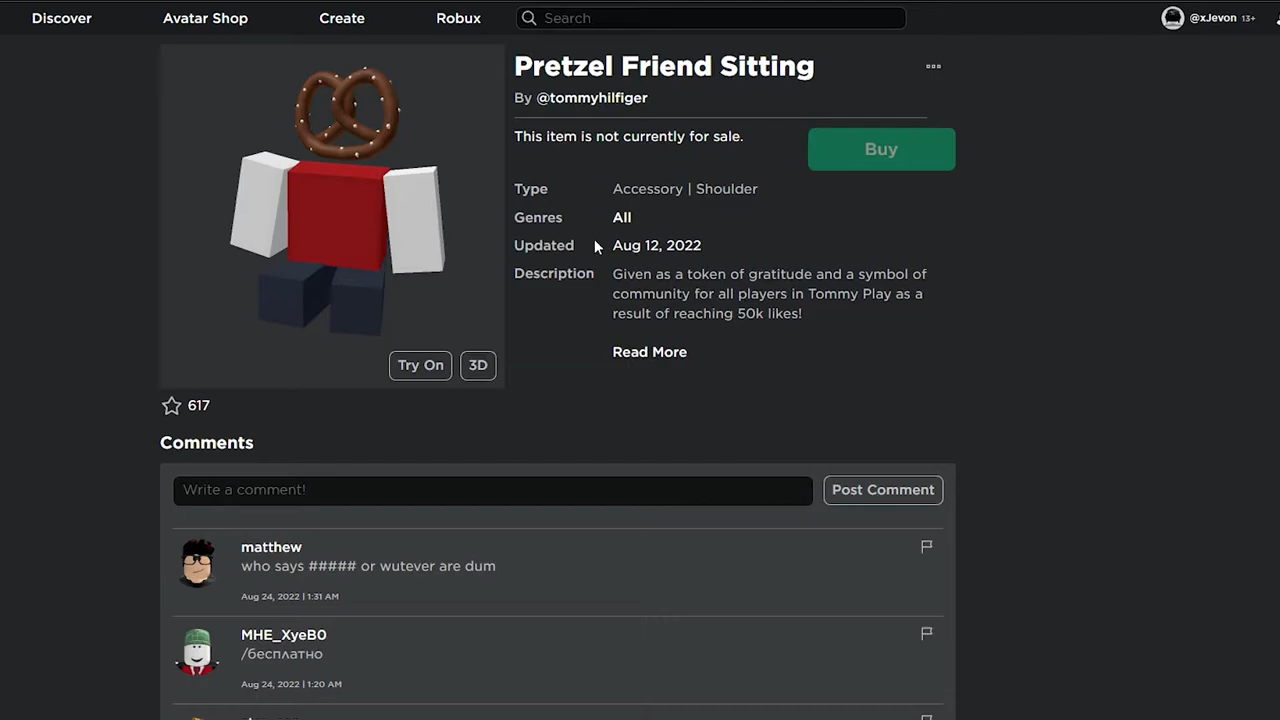 Discover Avatar Shop Create Robux Search @xJevon 13+
Pretzel Friend Sitting
By @tommyhilfiger
This item is not currently for sale.
Buy
Type Accessory | Shoulder
Genres All
Updated Aug 12, 2022
Description Given as a token of gratitude and a symbol of
community for all players in Tommy Play as a
result of reaching 50k likes!
Read More
Try On 3D
617
Comments
Write a comment! Post Comment
matthew
who says ##### or wutever are dum
Aug 24, 2022 | 1:31 AM
MHE_XyeB0
/бесплатно
Aug 24, 2022 | 1:20 AM